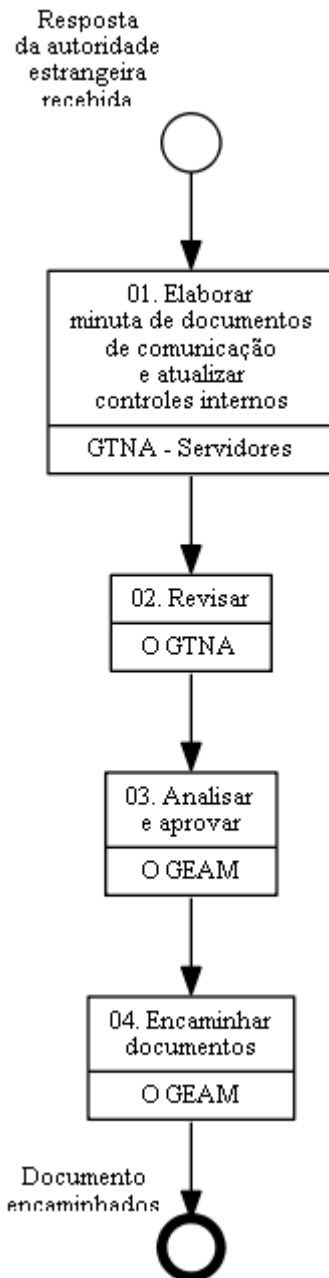 Resposta
da autoridade
estrangeira
recebida
01. Elaborar
minuta de documentos
de comunicação
e atualizar
controles internos
GTNA - Servidores
02. Revisar
O GTNA
03. Analisar
e aprovar
O GEAM
04. Encaminhar
documentos
O GEAM
Documento
encaminhados